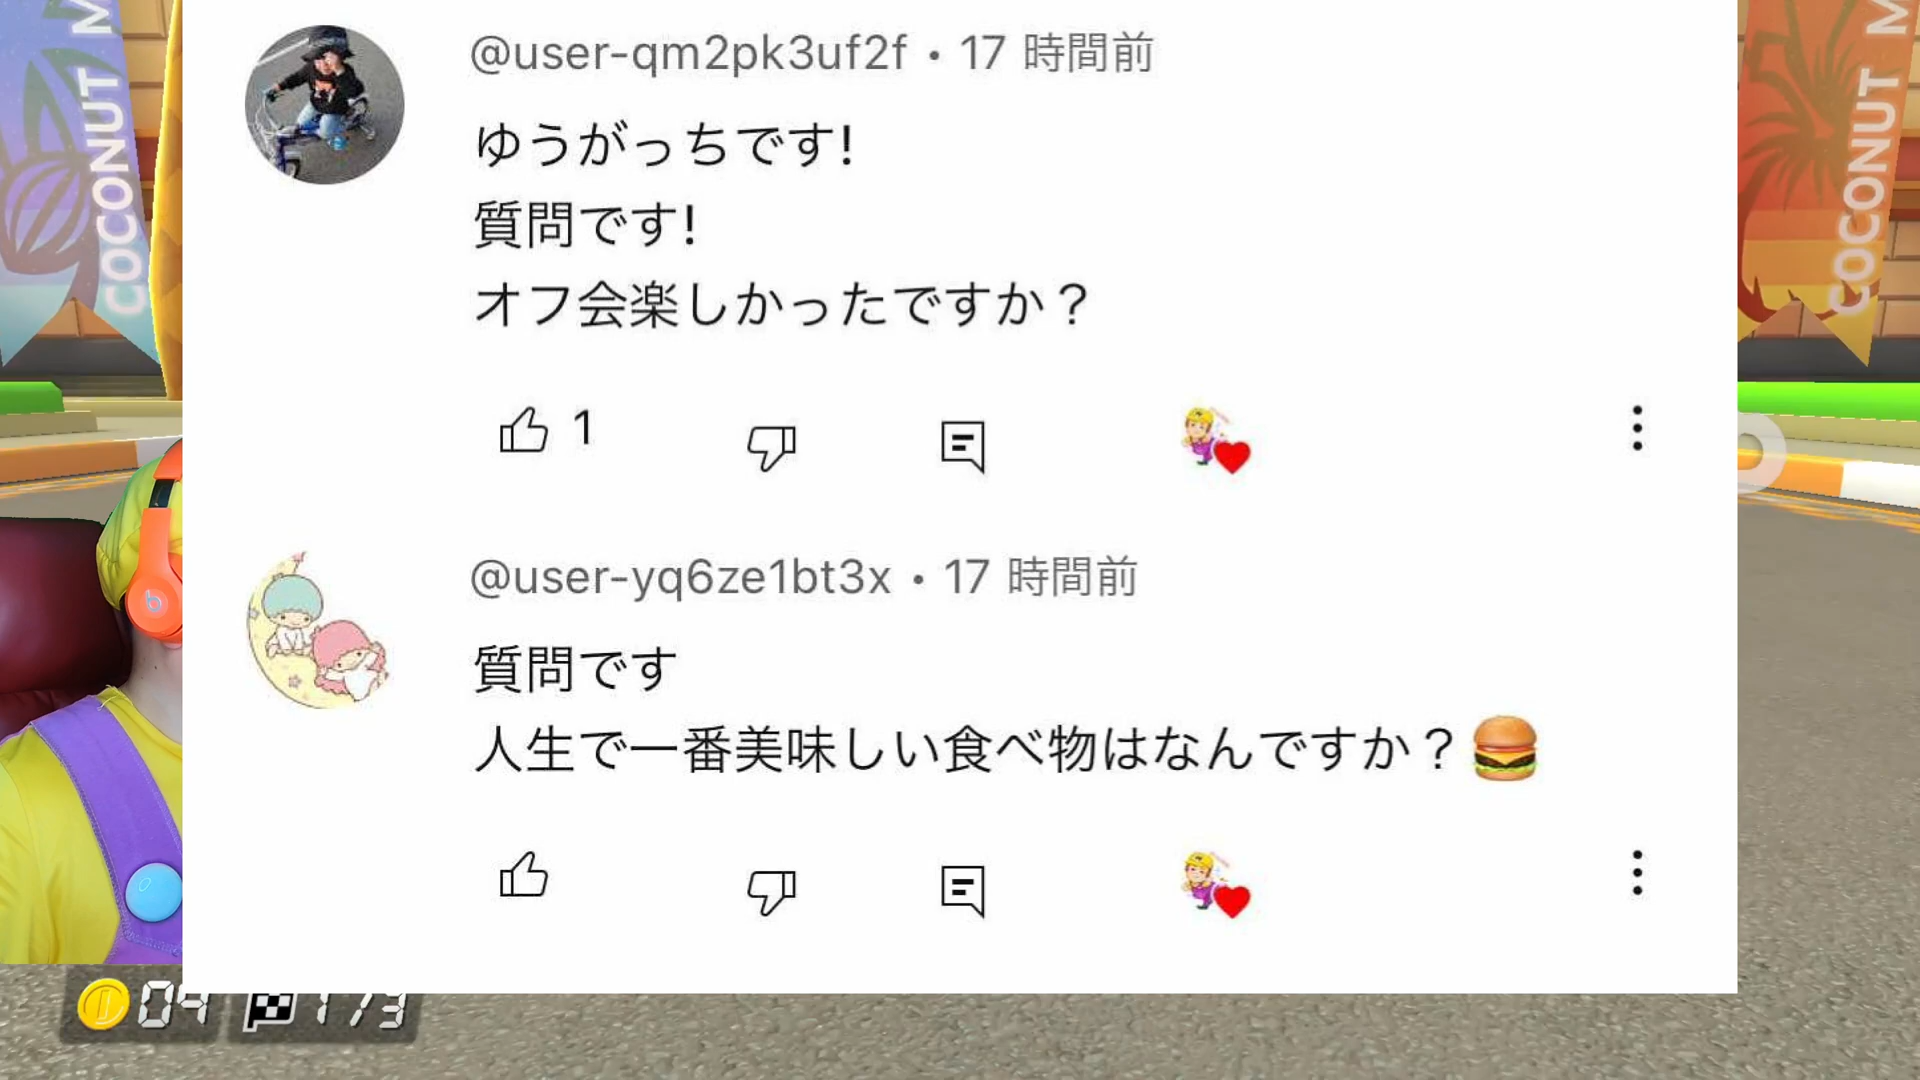 COCONUT M
COCONUT M
@user-qm2pk3uf2f・17 時間前
ゆうがっちです!
質問です!
オフ会楽しかったですか？
1
@user-yq6ze1bt3x・17 時間前
質問です
人生で一番美味しい食べ物はなんですか？🍔
04
1/3